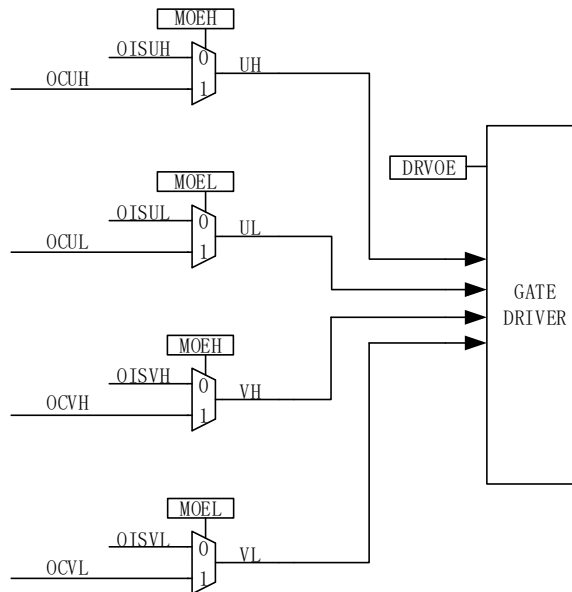 MOEH
OISUH
0
OCUH
1
UH
DRVOE
MOEL
OISUL
0
OCUL
1
UL
GATE
DRIVER
MOEH
OISVH
0
OCVH
1
VH
MOEL
OISVL
0
OCVL
1
VL